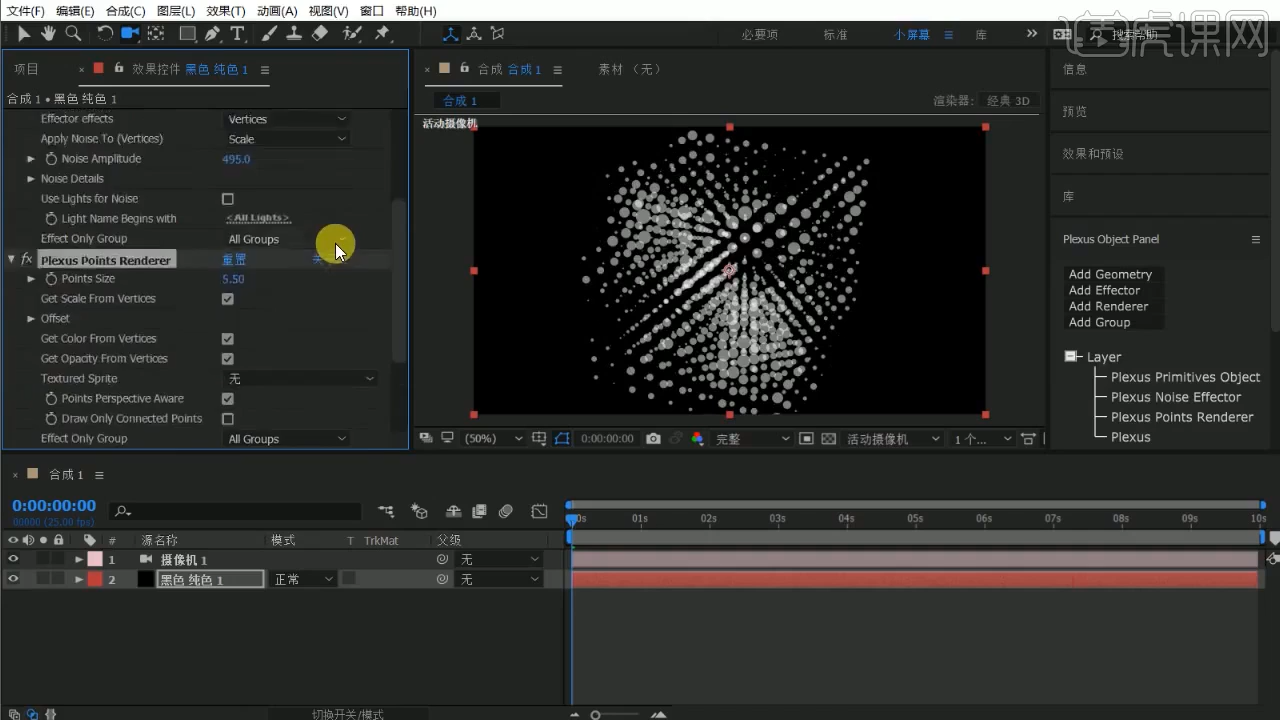 文件(F) 编辑(E) 合成(C) 图层(L) 效果(T) 动画(A) 视图(V) 窗口 帮助(H)
必要项 标准 小屏幕 库 搜索帮助
虎课网
项目 效果控件 黑色 纯色 1
合成 1 • 黑色 纯色 1
Effector effects Vertices
Apply Noise To (Vertices) Scale
Noise Amplitude 495.0
Noise Details
Use Lights for Noise
Light Name Begins with <All Lights>
Effect Only Group All Groups
fx Plexus Points Renderer 重置
Points Size 5.50
Get Scale From Vertices
Offset
Get Color From Vertices
Get Opacity From Vertices
Textured Sprite 无
Points Perspective Aware
Draw Only Connected Points
Effect Only Group All Groups
合成 合成 1 素材 (无)
合成 1 渲染器: 经典 3D
活动摄像机
(50%) 0:00:00:00 完整 活动摄像机 1 个...
信息
预览
效果和预设
库
Plexus Object Panel
Add Geometry
Add Effector
Add Renderer
Add Group
Layer
Plexus Primitives Object
Plexus Noise Effector
Plexus Points Renderer
Plexus
合成 1
0:00:00:00
00000 (25.00 fps)
# 源名称 模式 T TrkMat 父级
1 摄像机 1 无
2 黑色 纯色 1 正常 无
0s 01s 02s 03s 04s 05s 06s 07s 08s 09s 10s
切换开关/模式